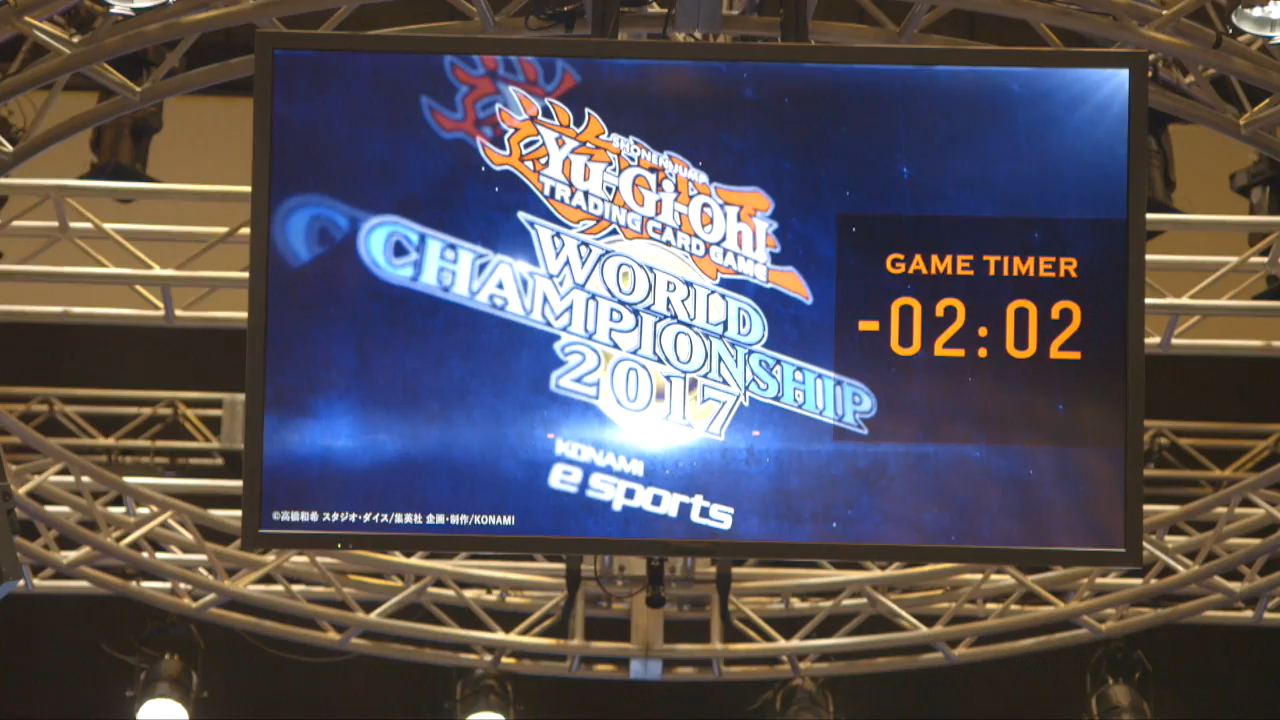 SHONEN JUMP
Yu-Gi-Oh!
TRADING CARD GAME
WORLD
CHAMPIONSHIP
2017
KONAMI
e sports
GAME TIMER
-02:02
©高橋和希 スタジオ・ダイス/集英社 企画・制作/KONAMI